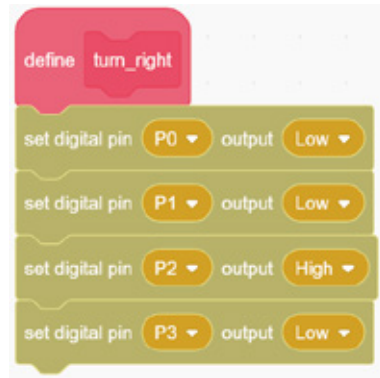 define turn_right
set digital pin P0 output Low
set digital pin P1 output Low
set digital pin P2 output High
set digital pin P3 output Low